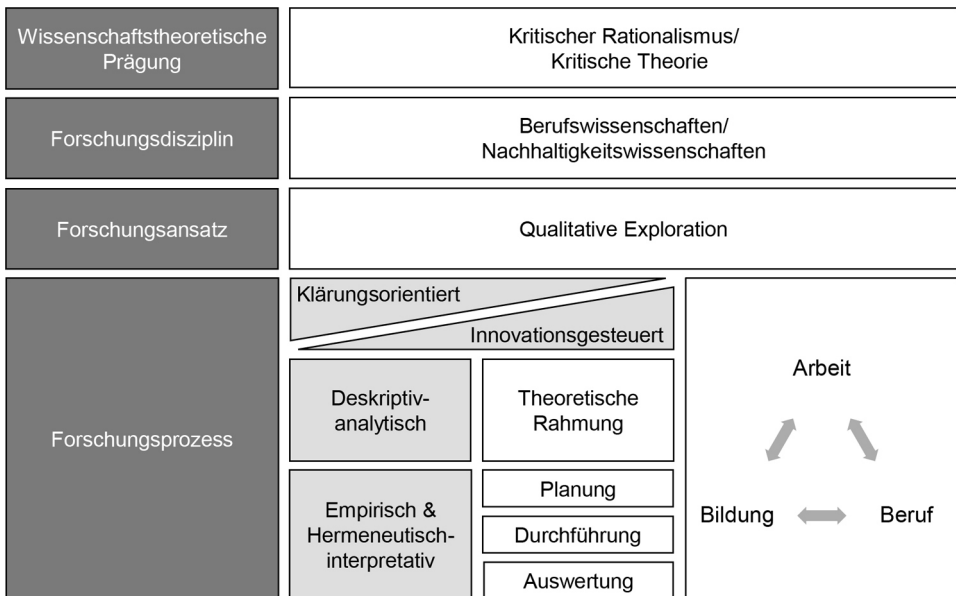 Wissenschaftstheoretische
Prägung
Kritischer Rationalismus/
Kritische Theorie
Forschungsdisziplin
Berufswissenschaften/
Nachhaltigkeitswissenschaften
Forschungsansatz
Qualitative Exploration
Forschungsprozess
Klärungsorientiert
Innovationsgesteuert
Deskriptiv-
analytisch
Theoretische
Rahmung
Empirisch &
Hermeneutisch-
interpretativ
Planung
Durchführung
Auswertung
Arbeit
Bildung
Beruf